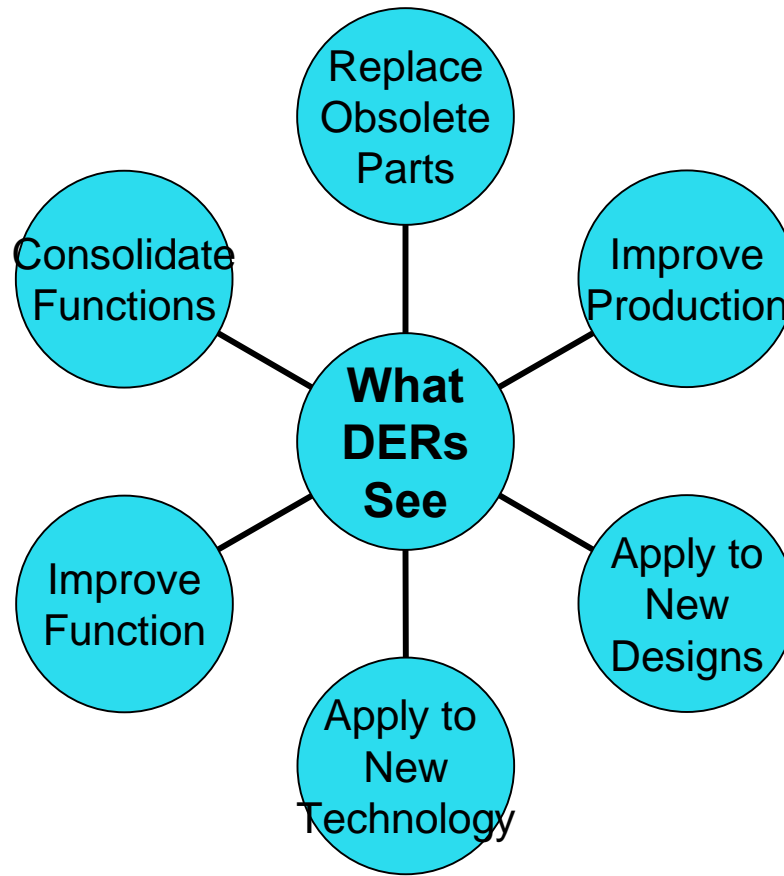 Replace
Obsolete
Parts
Consolidate
Functions
Improve
Production
What
DERs
See
Improve
Function
Apply to
New
Designs
Apply to
New
Technology